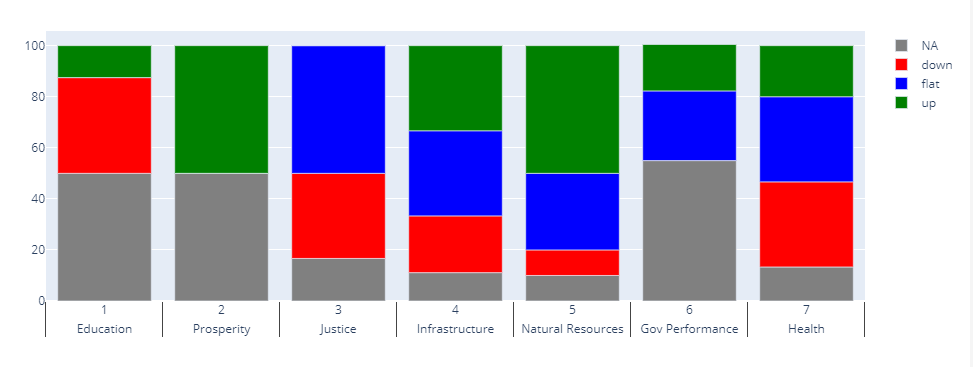 100
80
60
40
20
0
1 2 3 4 5 6 7
Education Prosperity Justice Infrastructure Natural Resources Gov Performance Health
NA
down
flat
up